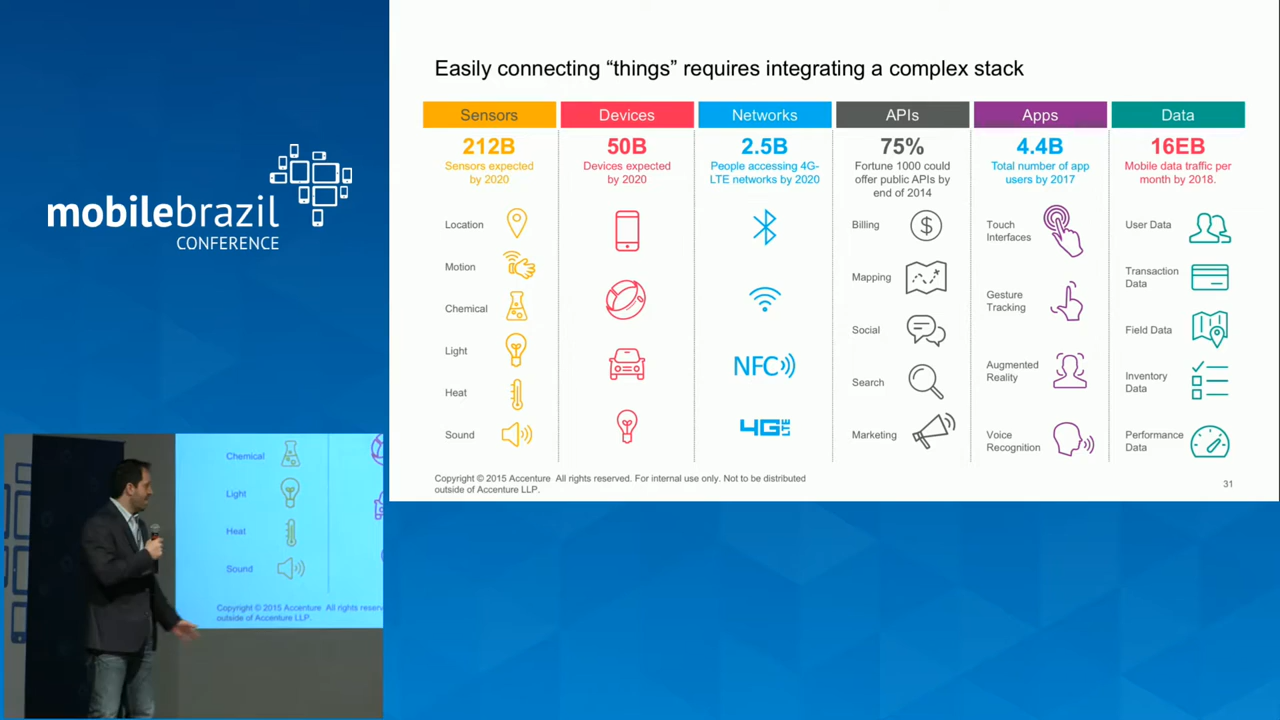 Easily connecting “things” requires integrating a complex stack
Sensors
212B
Sensors expected
by 2020
Location
Motion
Chemical
Light
Heat
Sound
Devices
50B
Devices expected
by 2020
Networks
2.5B
People accessing 4G-
LTE networks by 2020
NFC
4G LTE
APIs
75%
Fortune 1000 could
offer public APIs by
end of 2014
Billing
$
Mapping
Social
Search
Marketing
Apps
4.4B
Total number of app
users by 2017
Touch
Interfaces
Gesture
Tracking
Augmented
Reality
Voice
Recognition
Data
16EB
Mobile data traffic per
month by 2018.
User Data
Transaction
Data
Field Data
Inventory
Data
Performance
Data
Copyright © 2015 Accenture All rights reserved. For internal use only. Not to be distributed
outside of Accenture LLP.
31
mobilebrazil
CONFERENCE
Chemical
Light
Heat
Sound
Copyright © 2015 Accenture All rights
outside of Accenture LLP.